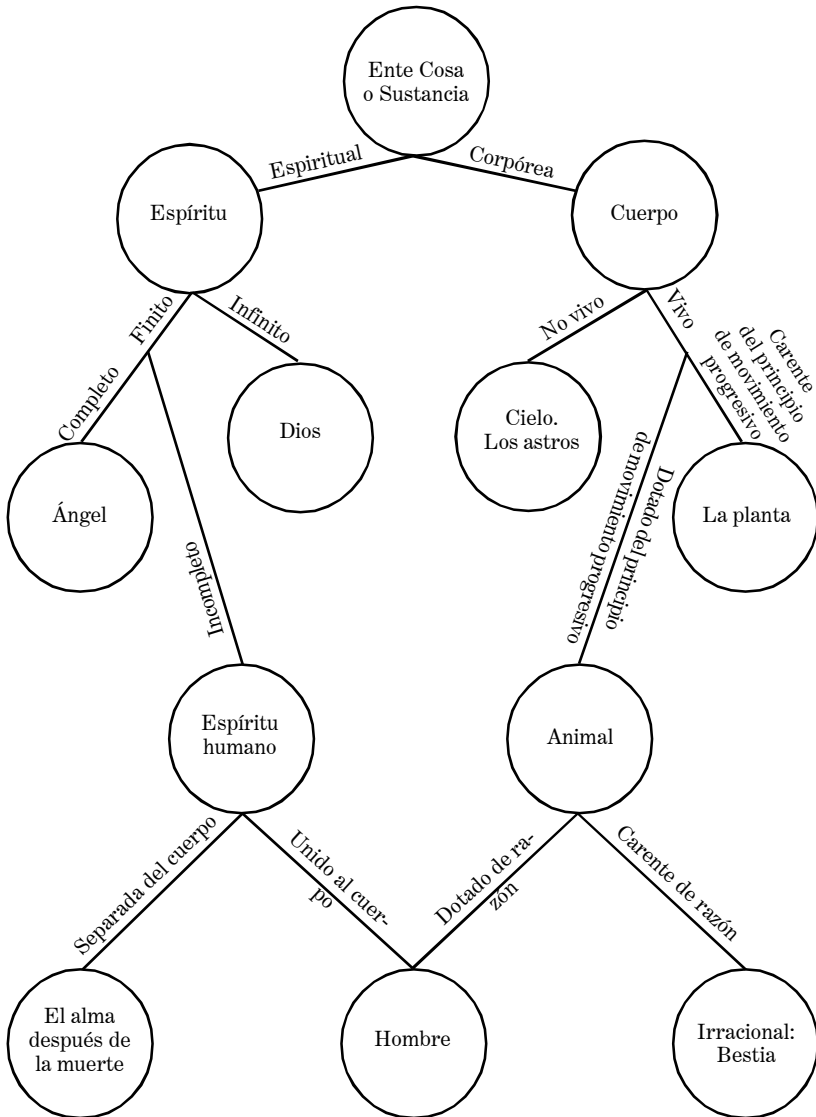 Ente Cosa
o Sustancia
Espiritual
Corpórea
Espíritu
Cuerpo
Finito
Infinito
No vivo
Vivo
Carente
del principio
de movimiento
progresivo
Completo
Dios
Cielo.
Los astros
Ángel
La planta
Incompleto
Dotado del principio
de movimiento progresivo
Espíritu
humano
Animal
Separada del cuerpo
Unido al cuer-
po
Dotado de ra-
zón
Carente de razón
El alma
después de
la muerte
Hombre
Irracional:
Bestia